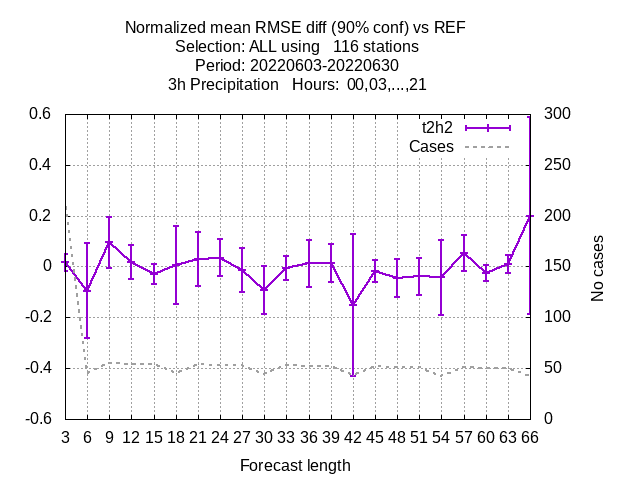 Normalized mean RMSE diff (90% conf) vs REF
Selection: ALL using   116 stations
Period: 20220603-20220630
3h Precipitation   Hours:  00,03,...,21
t2h2
Cases
0.6
0.4
0.2
0
-0.2
-0.4
-0.6
300
250
200
150
100
50
0
No cases
3 6 9 12 15 18 21 24 27 30 33 36 39 42 45 48 51 54 57 60 63 66
Forecast length